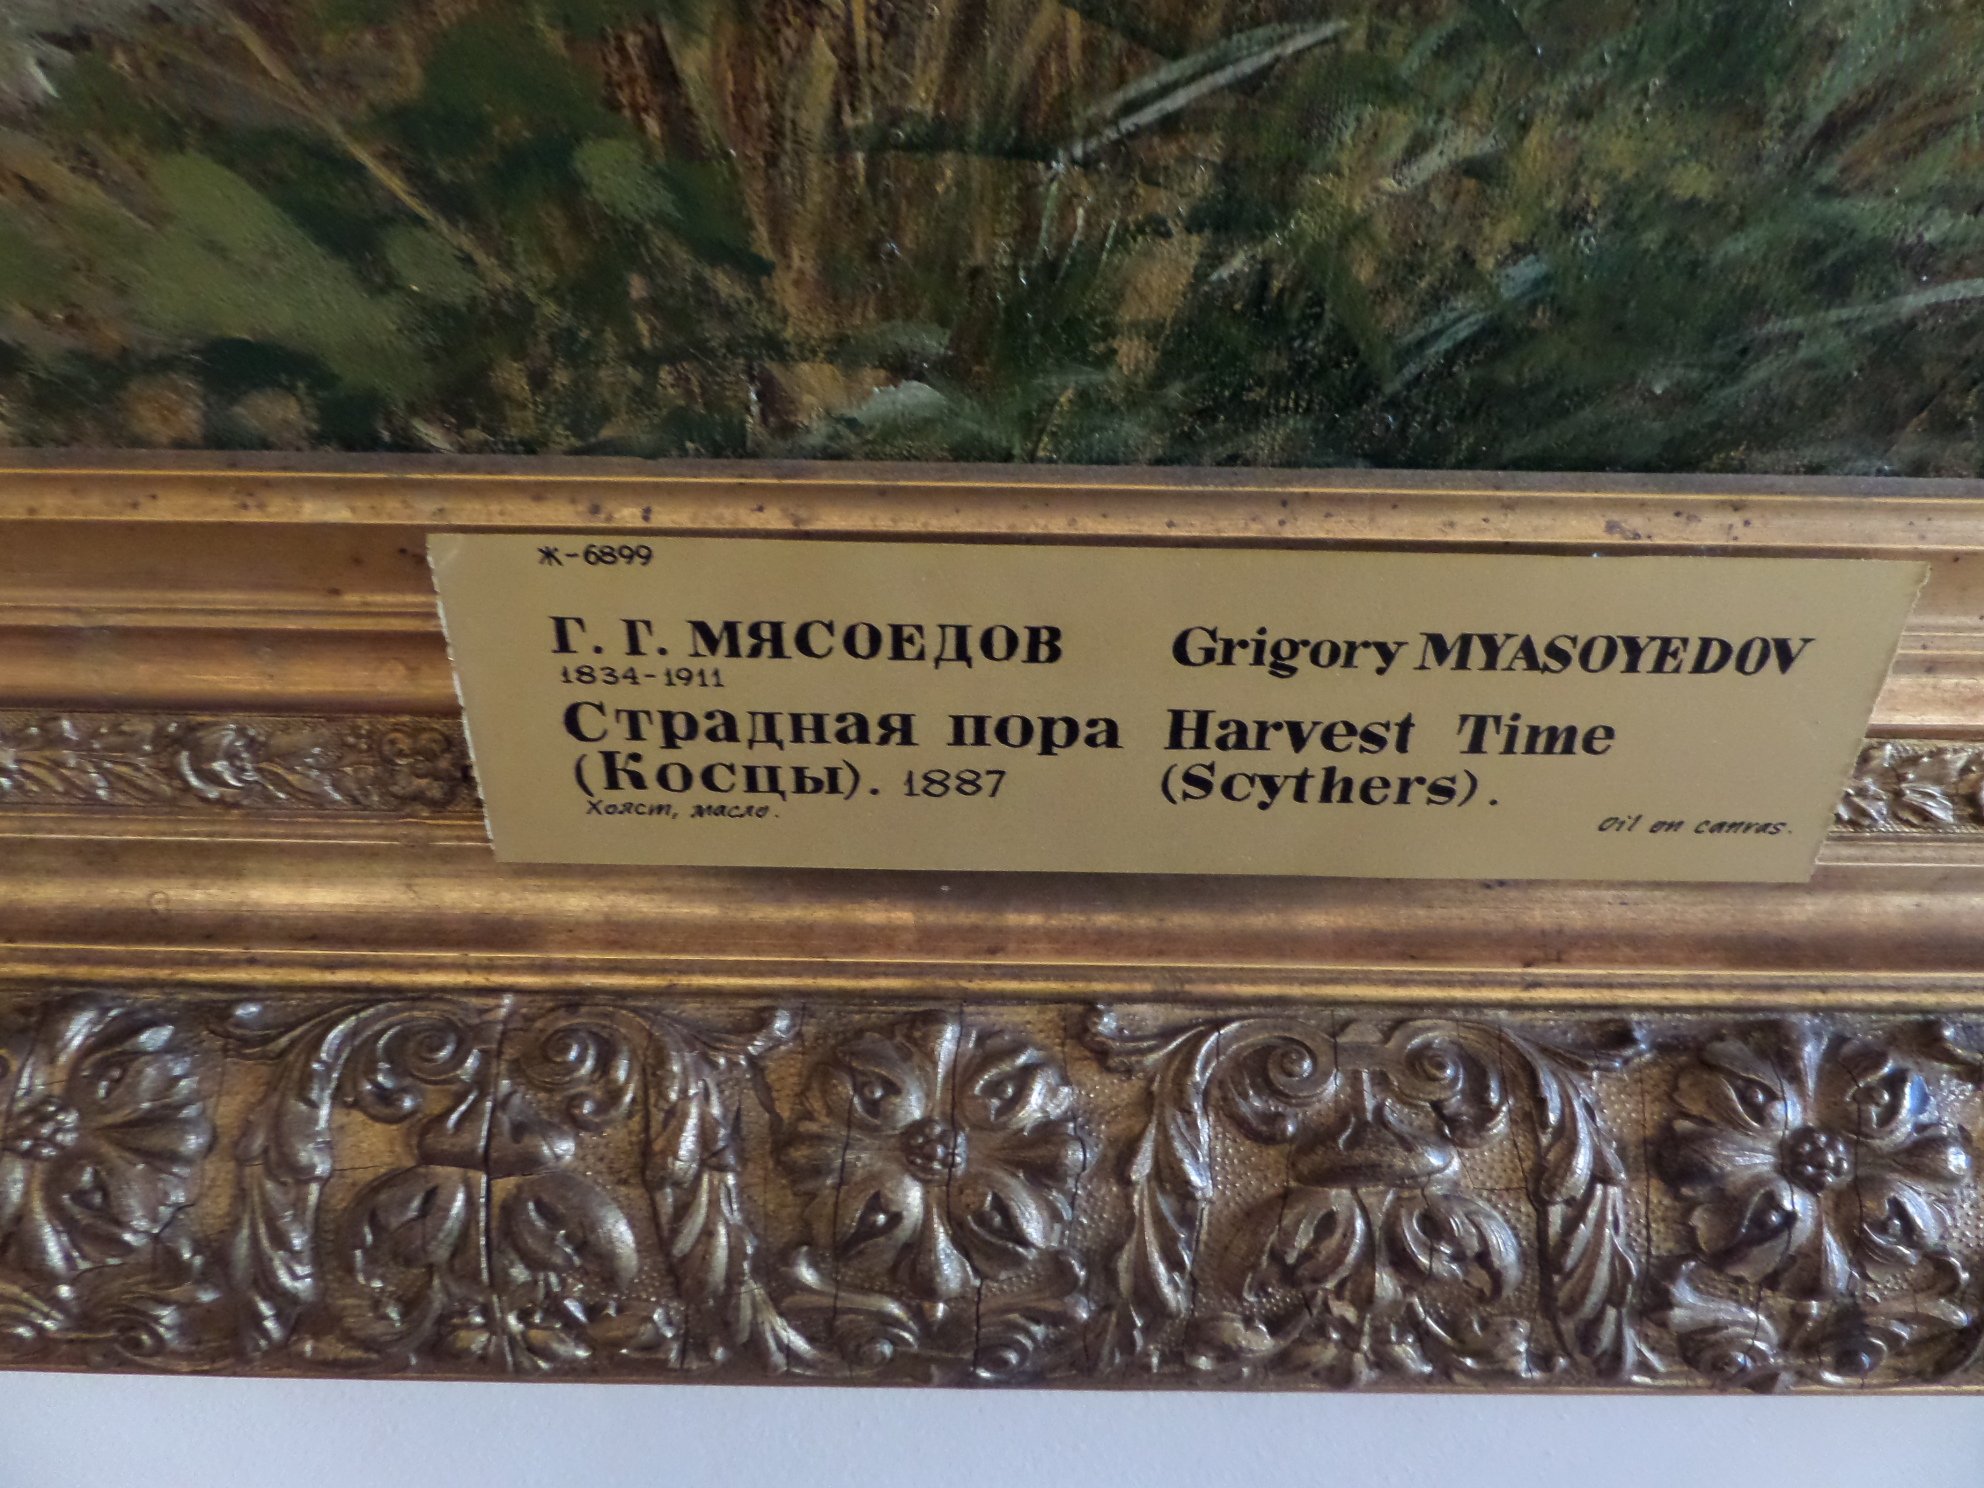 Ж-6899
Г. Г. МЯСОЕДОВ
1834-1911
Страдная пора
(Косцы). 1887
Холст, масло.
Grigory MYASOYEDOV
Harvest Time
(Scythers).
Oil on canvas.